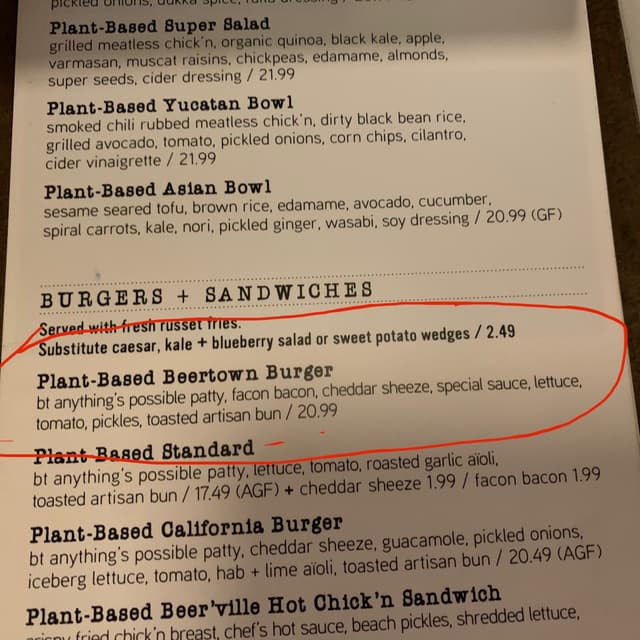 pickled onions, dukka spice,
Plant-Based Super Salad
grilled meatless chick'n, organic quinoa, black kale, apple,
varmasan, muscat raisins, chickpeas, edamame, almonds,
super seeds, cider dressing / 21.99
Plant-Based Yucatan Bowl
smoked chili rubbed meatless chick'n, dirty black bean rice,
grilled avocado, tomato, pickled onions, corn chips, cilantro,
cider vinaigrette / 21.99
Plant-Based Asian Bowl
sesame seared tofu, brown rice, edamame, avocado, cucumber,
spiral carrots, kale, nori, pickled ginger, wasabi, soy dressing / 20.99 (GF)
BURGERS + SANDWICHES
Served with fresh russet fries.
Substitute caesar, kale + blueberry salad or sweet potato wedges / 2.49
Plant-Based Beertown Burger
bt anything's possible patty, facon bacon, cheddar sheeze, special sauce, lettuce,
tomato, pickles, toasted artisan bun / 20.99
Plant-Based Standard
bt anything's possible patty, lettuce, tomato, roasted garlic aïoli,
toasted artisan bun / 17.49 (AGF) + cheddar sheeze 1.99 / facon bacon 1.99
Plant-Based California Burger
bt anything's possible patty, cheddar sheeze, guacamole, pickled onions,
iceberg lettuce, tomato, hab + lime aïoli, toasted artisan bun / 20.49 (AGF)
Plant-Based Beer'ville Hot Chick'n Sandwich
crispy fried chick'n breast, chef's hot sauce, beach pickles, shredded lettuce,